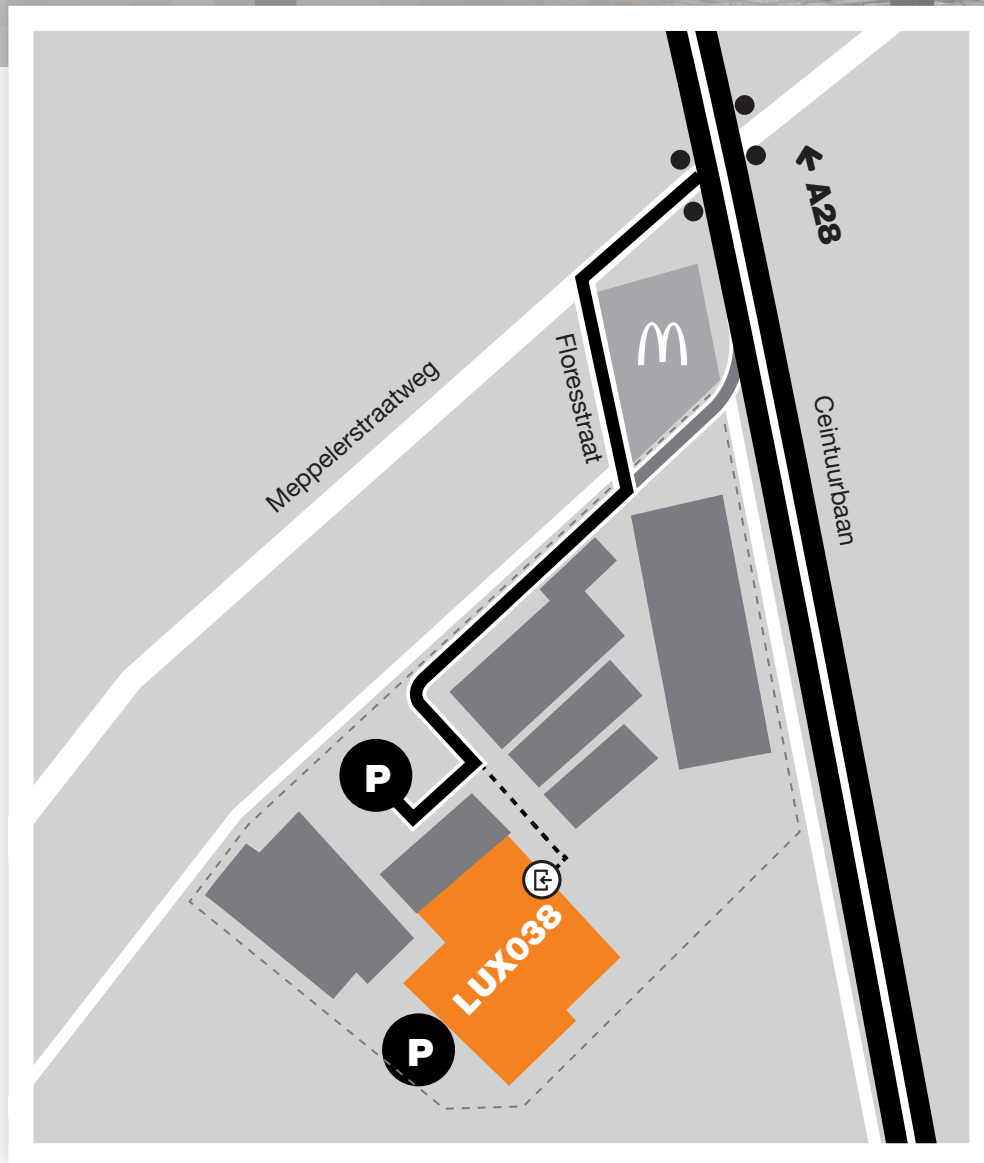 ← A28
Meppelerstraatweg
Floresstraat
Ceintuurbaan
P
LUX038
P